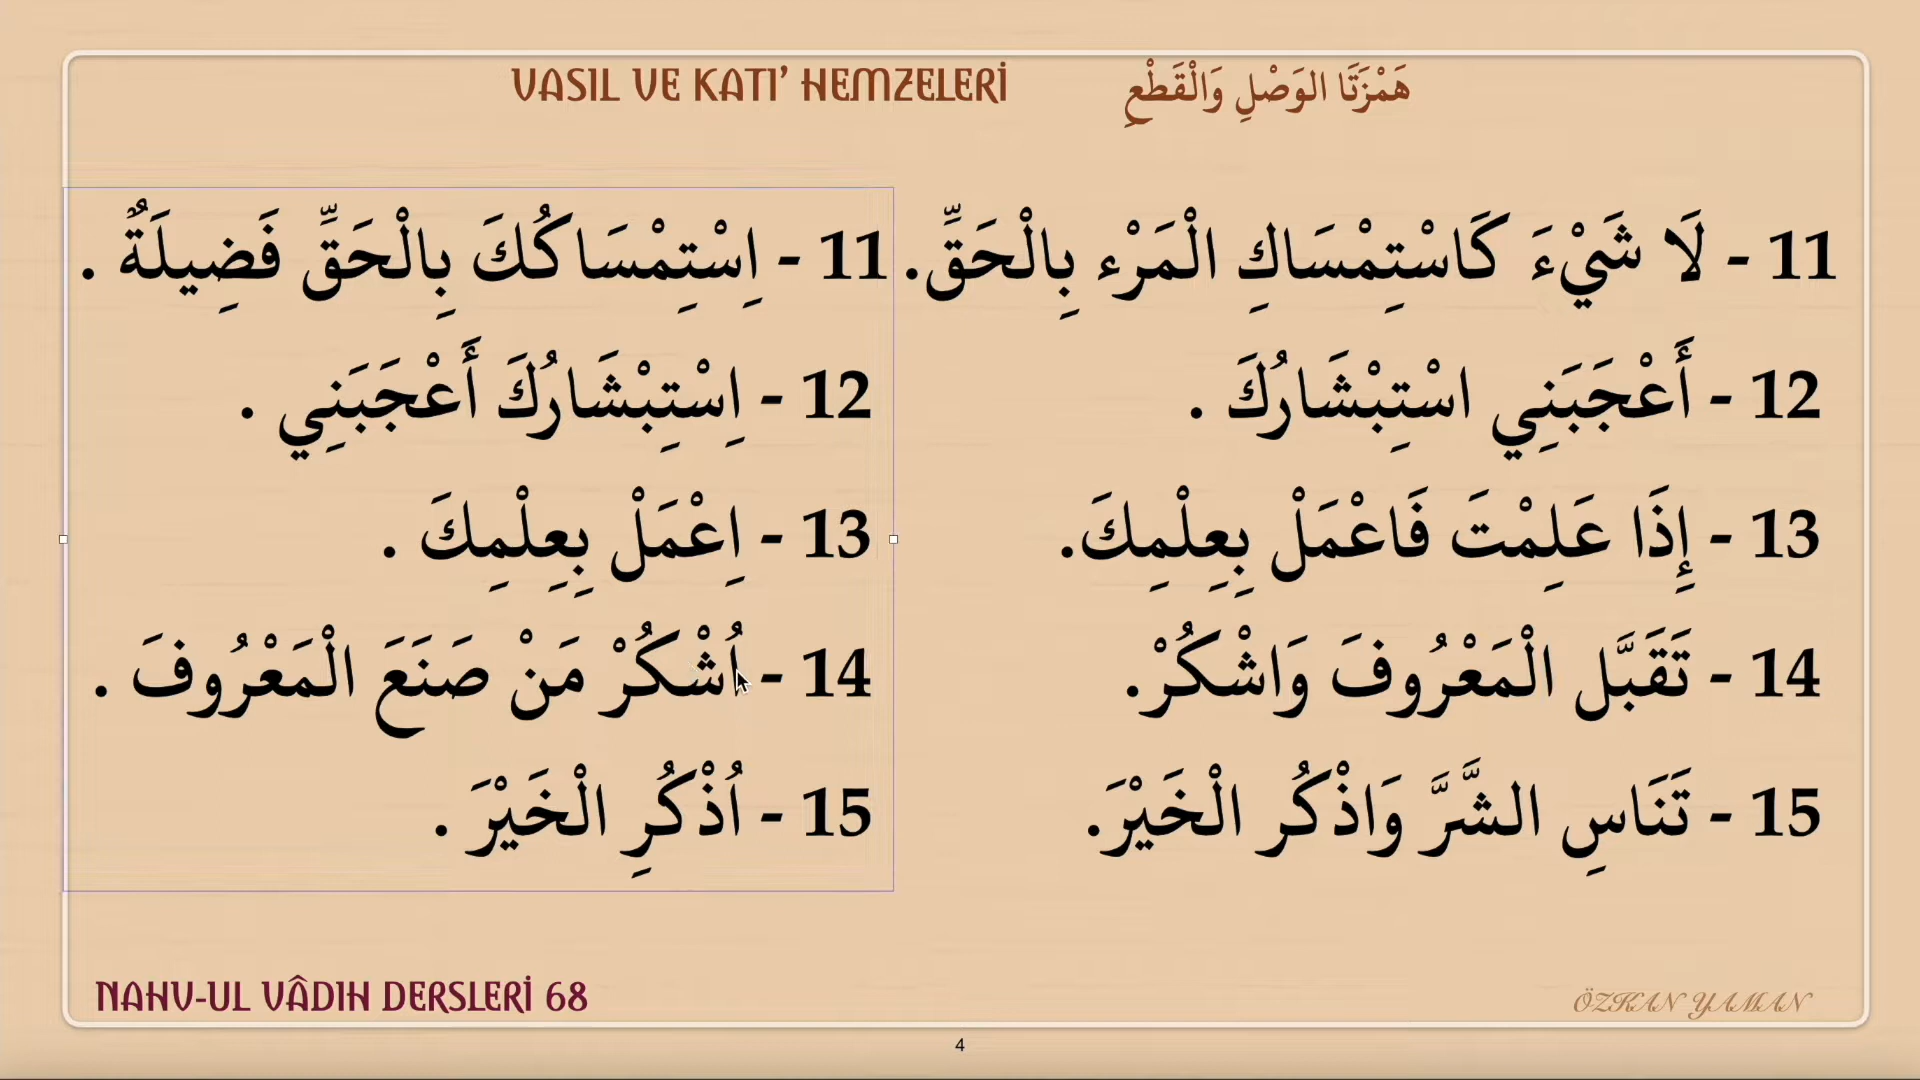 VASIL VE KATI’ HEMZELERİ هَمْزَتَا الوَصْلِ وَالْقَطْعِ
11 - لَا شَيْءَ كَاسْتِمْسَاكِ الْمَرْء بِالْحَقِّ.
12 - أَعْجَبَنِي اسْتِبْشَارُكَ .
13 - إِذَا عَلِمْتَ فَاعْمَلْ بِعِلْمِكَ.
14 - تَقَبَّل الْمَعْرُوفَ وَاشْكُرْ.
15 - تَنَاسِ الشَّرَّ وَاذْكُر الْخَيْرَ.
11 - اِسْتِمْسَاكُكَ بِالْحَقِّ فَضِيلَةٌ .
12 - اِسْتِبْشَارُكَ أَعْجَبَنِي .
13 - اِعْمَلْ بِعِلْمِكَ .
14 - اُشْكُرْ مَنْ صَنَعَ الْمَعْرُوفَ .
15 - اُذْكُرِ الْخَيْرَ .
NAHV-UL VÂDIH DERSLERİ 68
ÖZKAN YAMAN
4